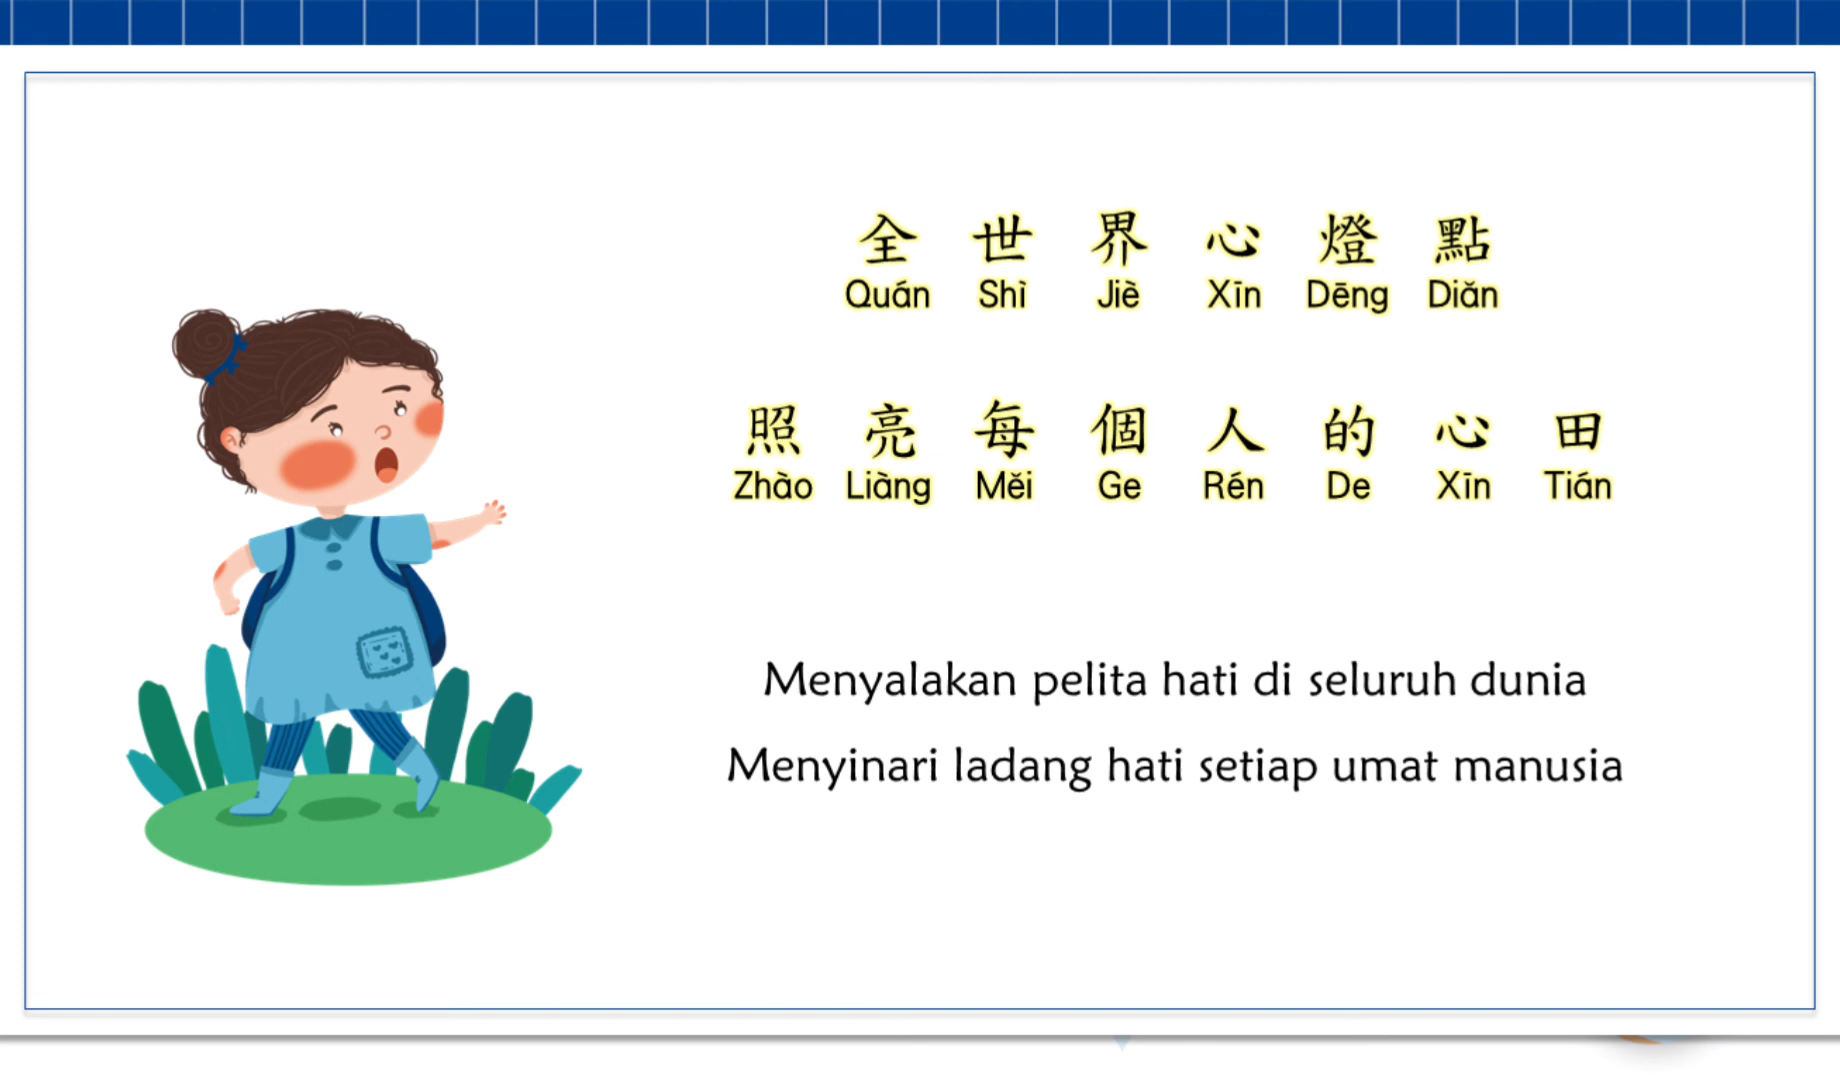 全世界心燈點
Quán Shì Jiè Xīn Dēng Diǎn
照亮每個人的心田
Zhào Liàng Měi Ge Rén De Xīn Tián
Menyalakan pelita hati di seluruh dunia
Menyinari ladang hati setiap umat manusia